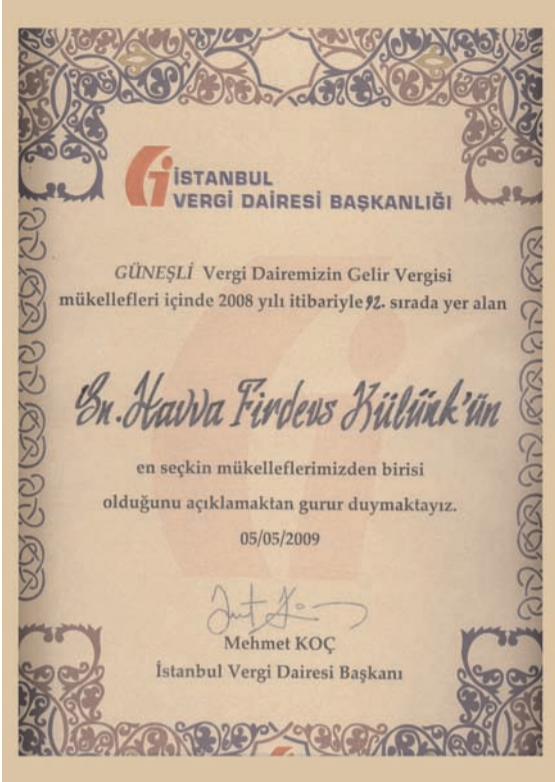 İSTANBUL
VERGİ DAİRESİ BAŞKANLIĞI
GÜNEŞLİ Vergi Dairemizin Gelir Vergisi
mükellefleri içinde 2008 yılı itibariyle 92. sırada yer alan
Sn. Havva Firdevs Külünk'ün
en seçkin mükelleflerimizden birisi
olduğunu açıklamaktan gurur duymaktayız.
05/05/2009
Mehmet KOÇ
İstanbul Vergi Dairesi Başkanı